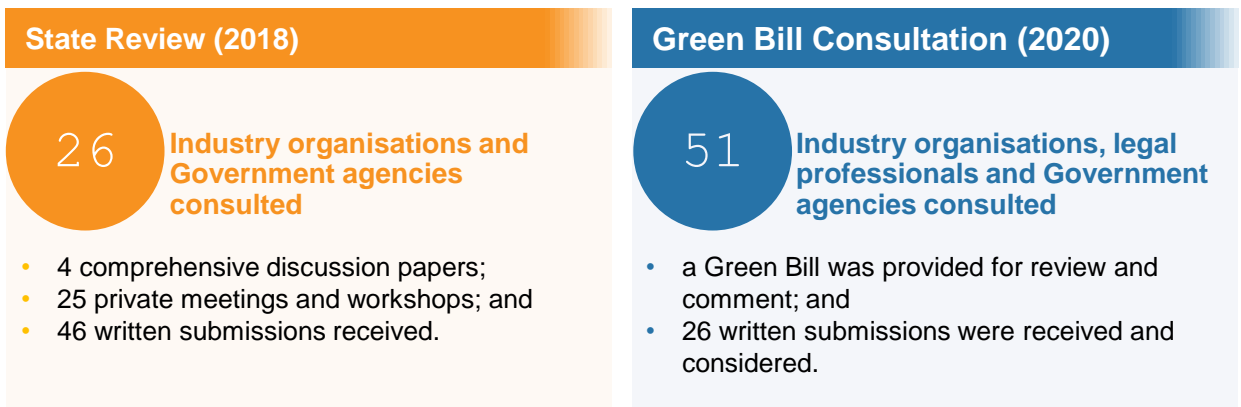 State Review (2018)
26
Industry organisations and
Government agencies
consulted
• 4 comprehensive discussion papers;
• 25 private meetings and workshops; and
• 46 written submissions received.
Green Bill Consultation (2020)
51
Industry organisations, legal
professionals and Government
agencies consulted
• a Green Bill was provided for review and
comment; and
• 26 written submissions were received and
considered.